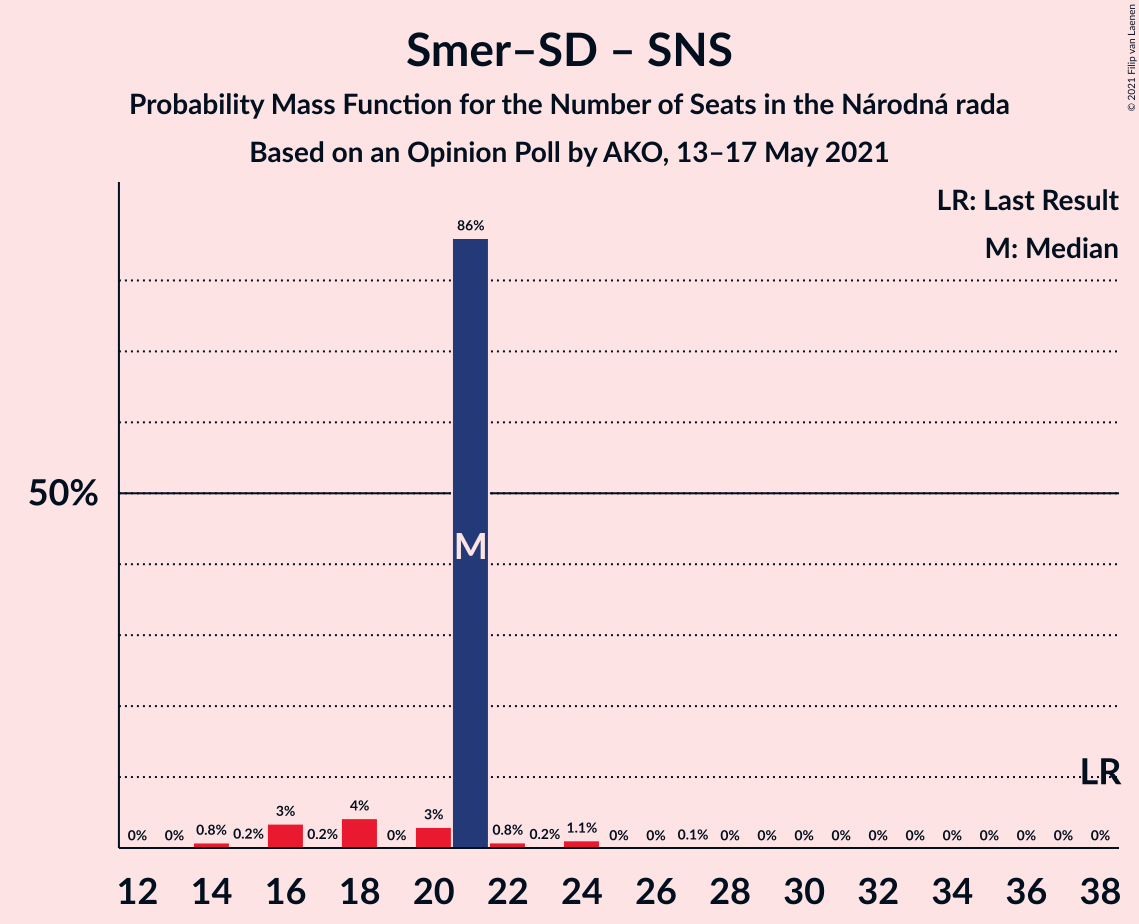 Smer–SD – SNS
Probability Mass Function for the Number of Seats in the Národná rada
Based on an Opinion Poll by AKO, 13–17 May 2021
© 2021 Filip van Laenen
LR: Last Result
M: Median
86%
50%
M
LR
0% 0% 0.8% 0.2% 3% 0.2% 4% 0% 3% 0.8% 0.2% 1.1% 0% 0% 0.1% 0% 0% 0% 0% 0% 0% 0% 0% 0% 0% 0%
12 14 16 18 20 22 24 26 28 30 32 34 36 38